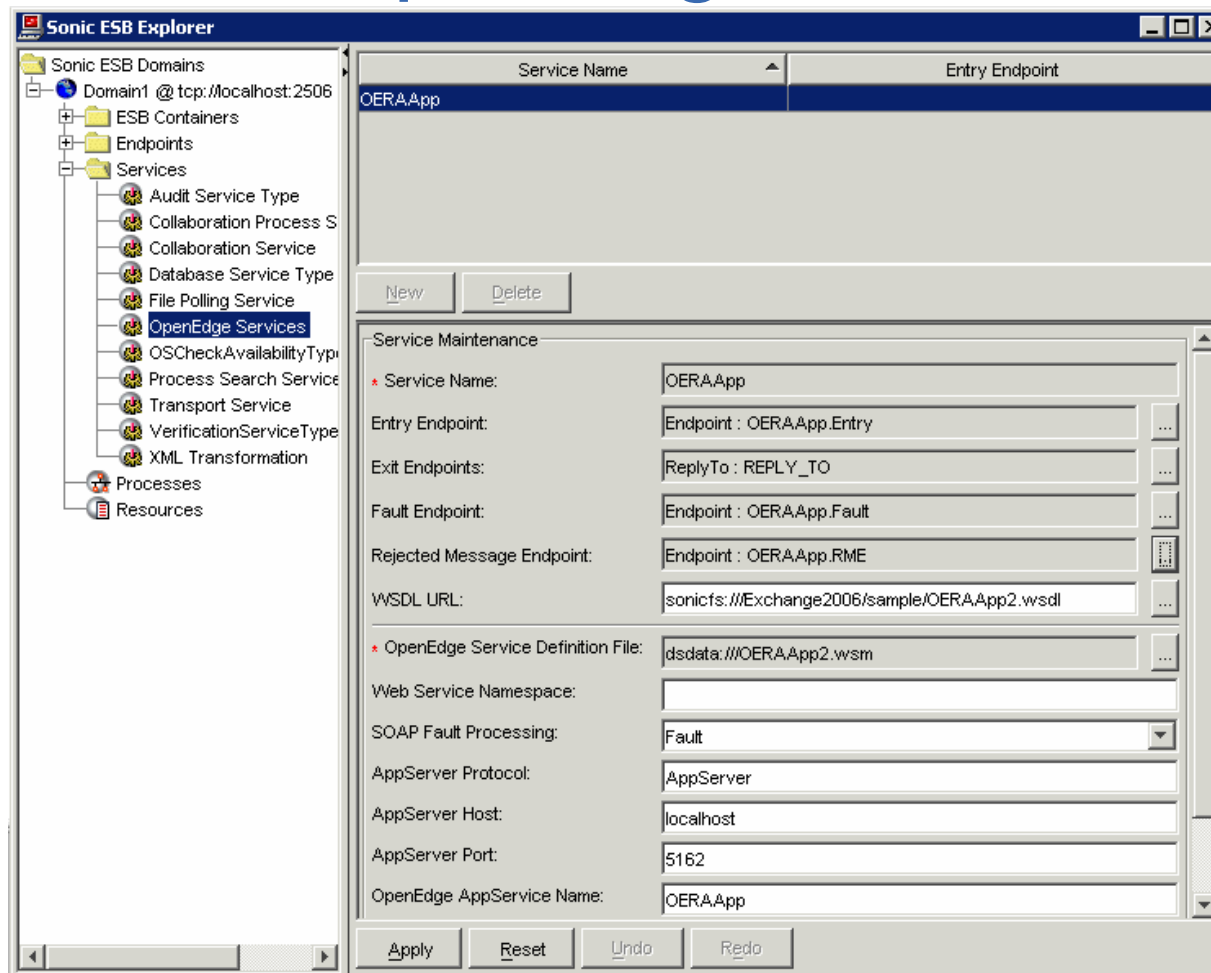 Sonic ESB Explorer
Sonic ESB Domains
Domain1 @ tcp://localhost:2506
ESB Containers
Endpoints
Services
Audit Service Type
Collaboration Process S
Collaboration Service
Database Service Type
File Polling Service
OpenEdge Services
OSCheckAvailabilityType
Process Search Service
Transport Service
VerificationServiceType
XML Transformation
Processes
Resources
Service Name Entry Endpoint
OERAApp
New Delete
Service Maintenance
* Service Name: OERAApp
Entry Endpoint: Endpoint : OERAApp.Entry ...
Exit Endpoints: ReplyTo : REPLY_TO ...
Fault Endpoint: Endpoint : OERAApp.Fault ...
Rejected Message Endpoint: Endpoint : OERAApp.RME ...
WSDL URL: sonicfs:///Exchange2006/sample/OERAApp2.wsdl ...
* OpenEdge Service Definition File: dsdata:///OERAApp2.wsm ...
Web Service Namespace:
SOAP Fault Processing: Fault
AppServer Protocol: AppServer
AppServer Host: localhost
AppServer Port: 5162
OpenEdge AppService Name: OERAApp
Apply Reset Undo Redo